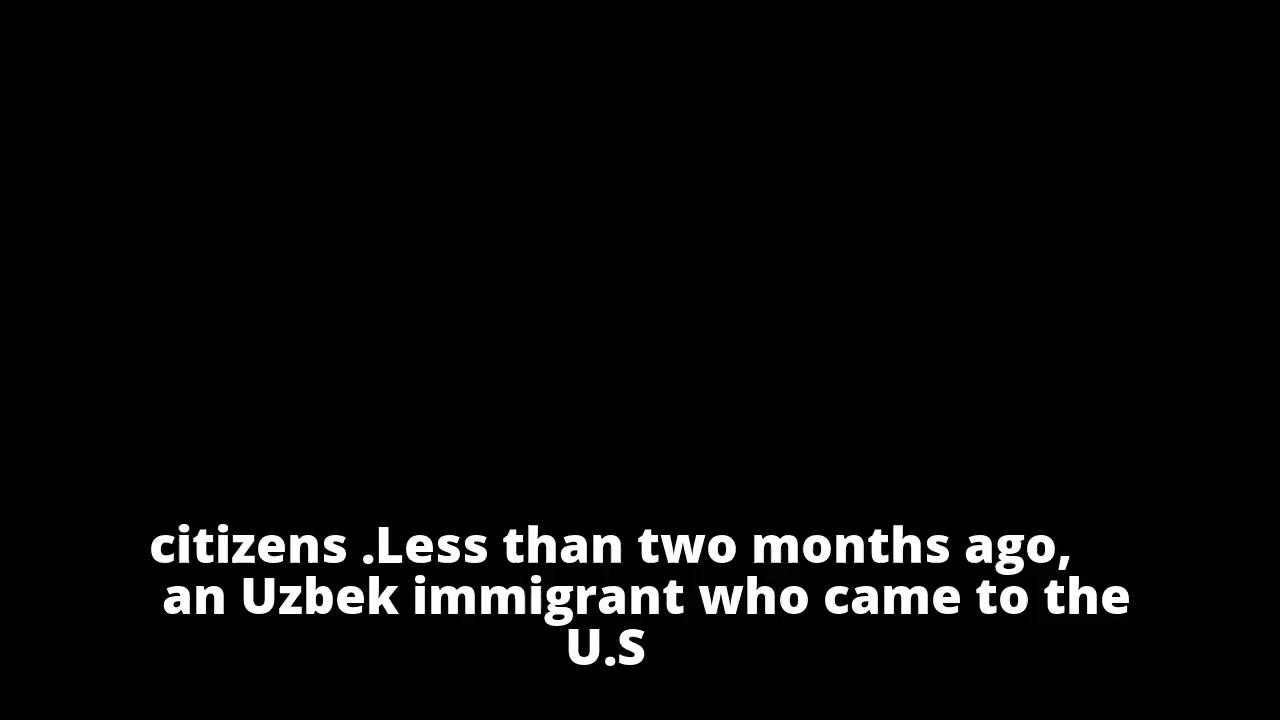 citizens .Less than two months ago,
an Uzbek immigrant who came to the
U.S